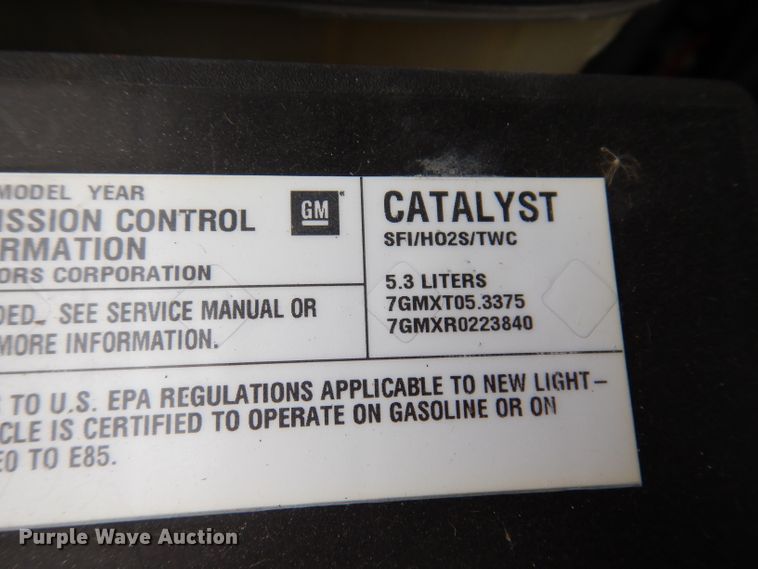 MODEL YEAR
ISSION CONTROL
RMATION
ORS CORPORATION
GM
DED. SEE SERVICE MANUAL OR
MORE INFORMATION.
CATALYST
SFI/HO2S/TWC
5.3 LITERS
7GMXT05.3375
7GMXR0223840
TO U.S. EPA REGULATIONS APPLICABLE TO NEW LIGHT-
CLE IS CERTIFIED TO OPERATE ON GASOLINE OR ON
E0 TO E85.
Purple Wave Auction